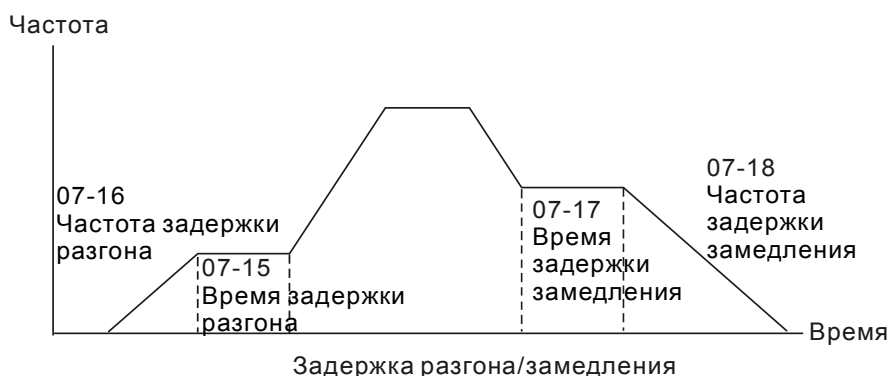 Частота
07-16
Частота задержки
разгона
07-15
Время задержки
разгона
07-17
Время
задержки
замедления
07-18
Частота
задержки
замедления
Время
Задержка разгона/замедления